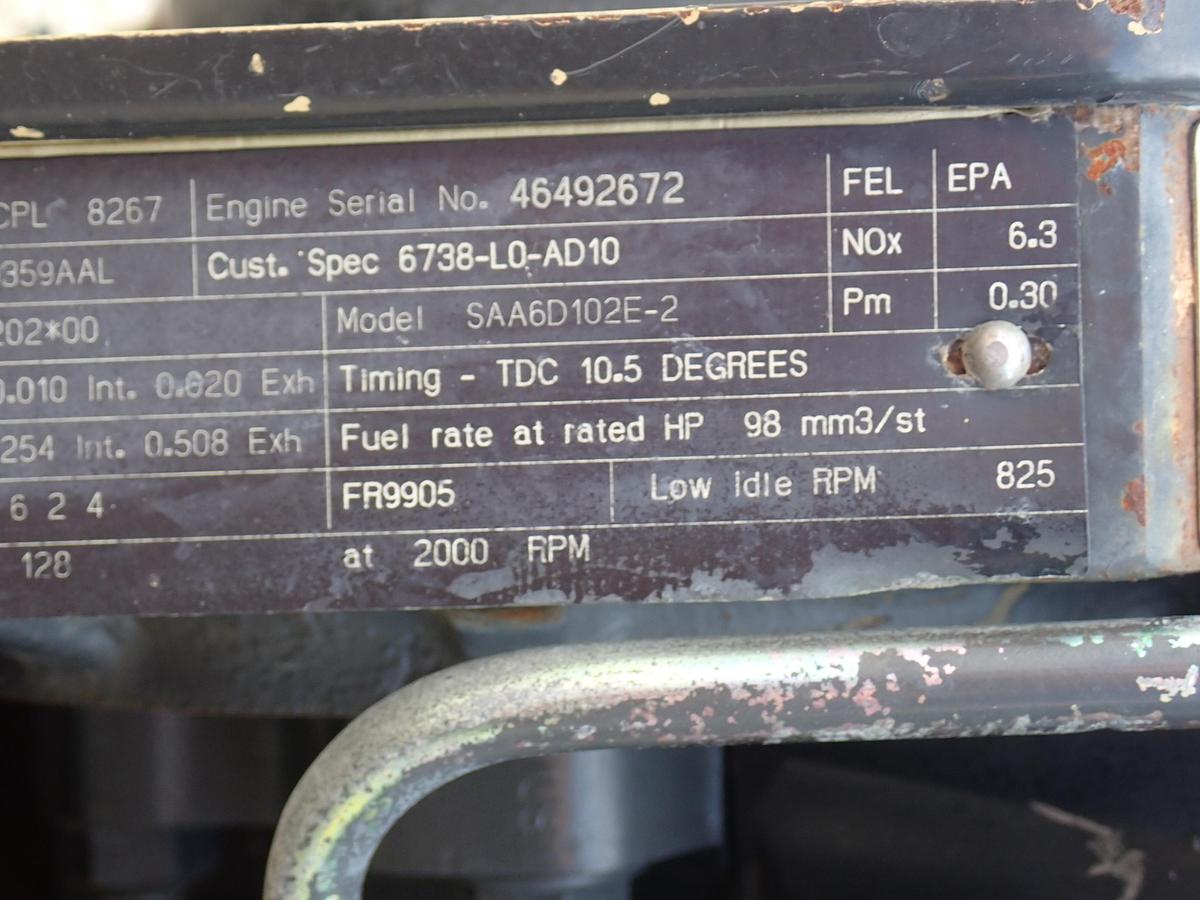 CPL 8267 Engine Serial No. 46492672 FEL EPA
359AAL Cust. Spec 6738-L0-AD10 NOx 6.3
202*00 Model SAA6D102E-2 Pm 0.30
0.010 Int. 0.020 Exh Timing - TDC 10.5 DEGREES
254 Int. 0.508 Exh Fuel rate at rated HP 98 mm3/st
6 2 4 FR9905 Low idle RPM 825
128 at 2000 RPM